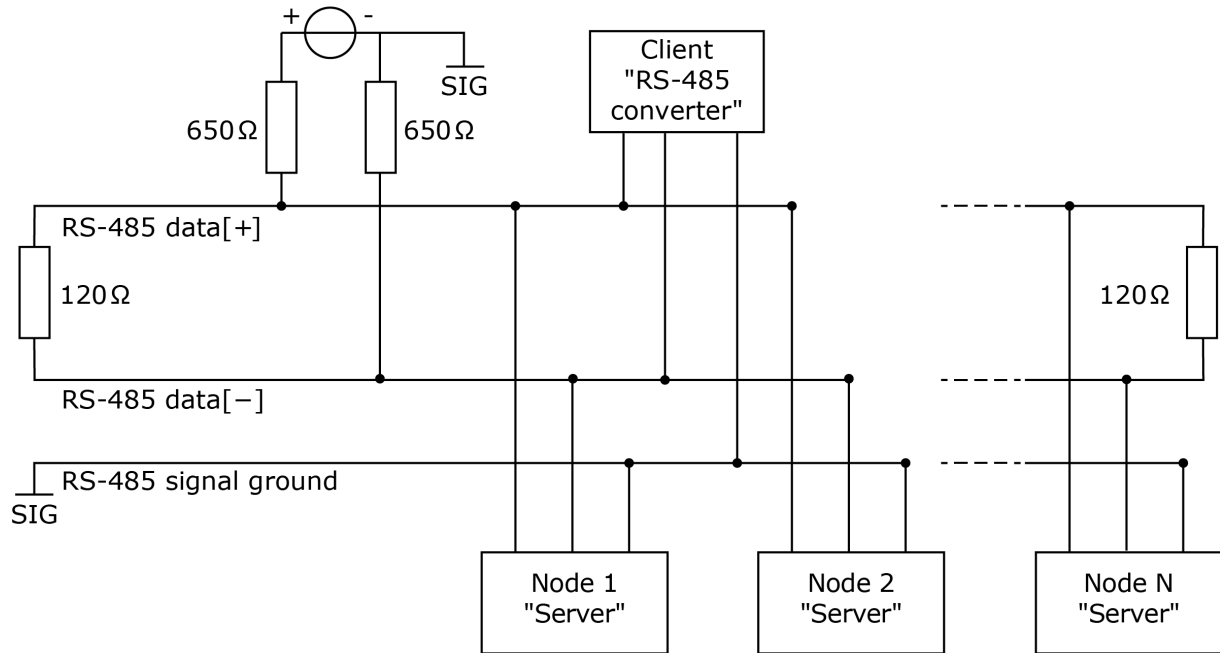 + -
SIG
650Ω
650Ω
Client
"RS-485
converter"
RS-485 data[+]
120Ω
120Ω
RS-485 data[−]
RS-485 signal ground
SIG
Node 1
"Server"
Node 2
"Server"
Node N
"Server"